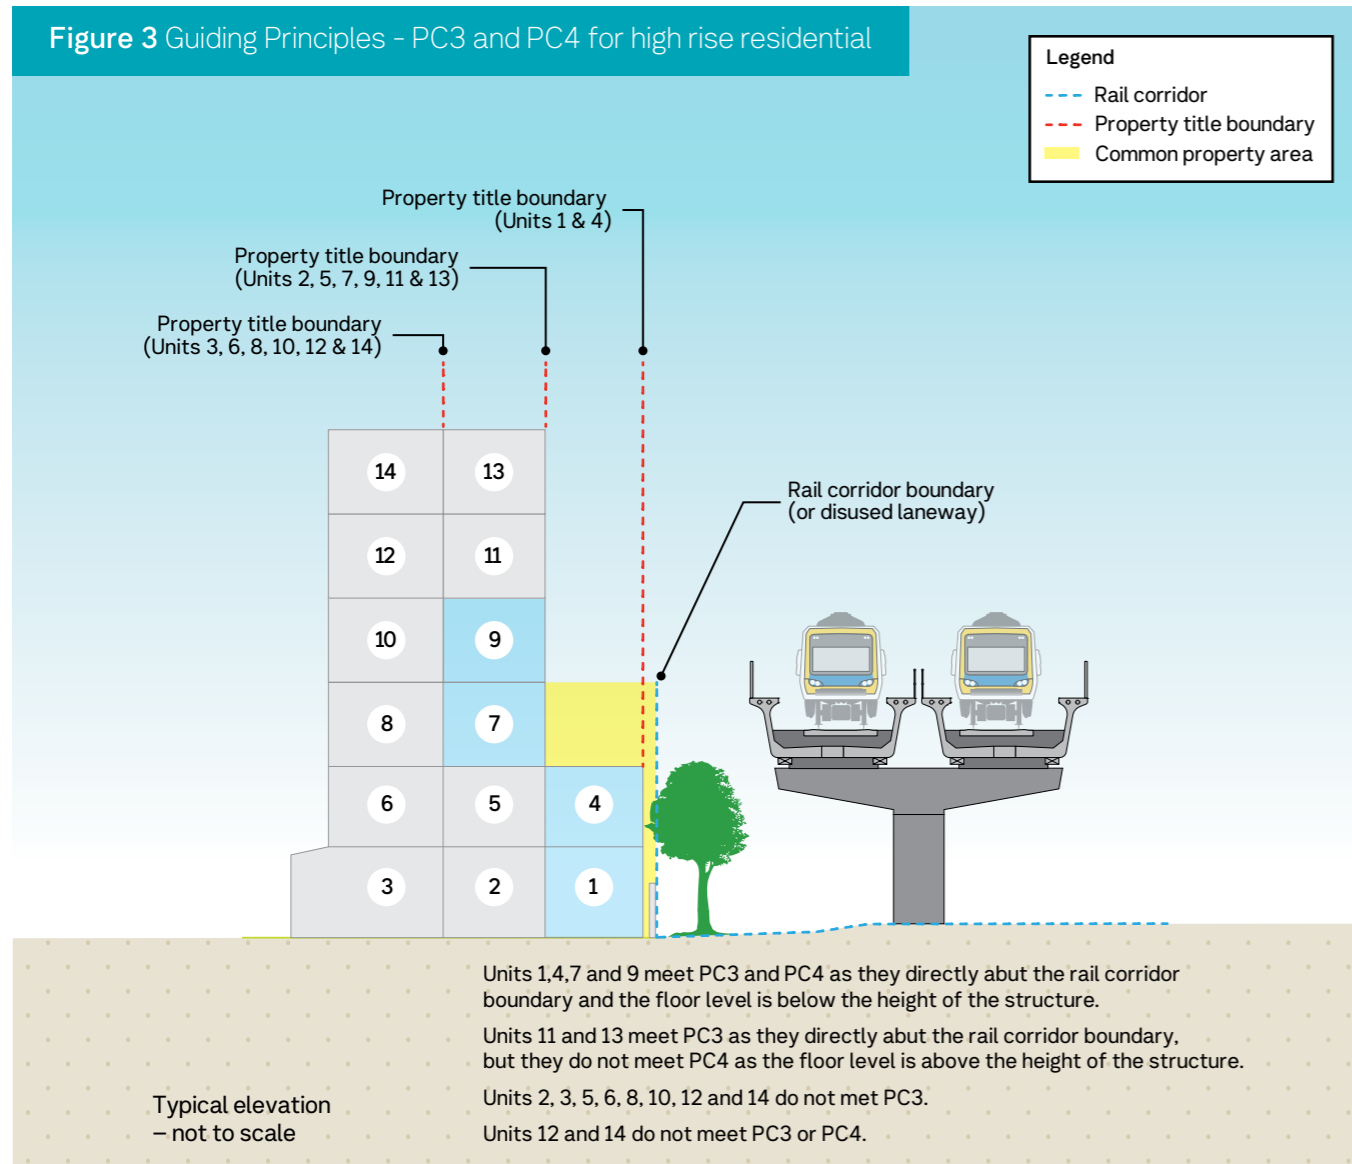 Figure 3 Guiding Principles - PC3 and PC4 for high rise residential
Legend
Rail corridor
Property title boundary
Common property area
Property title boundary
(Units 1 & 4)
Property title boundary
(Units 2, 5, 7, 9, 11 & 13)
Property title boundary
(Units 3, 6, 8, 10, 12 & 14)
Rail corridor boundary
(or disused laneway)
14
13
12
11
10
9
8
7
6
5
4
3
2
1
Units 1,4,7 and 9 meet PC3 and PC4 as they directly abut the rail corridor
boundary and the floor level is below the height of the structure.
Units 11 and 13 meet PC3 as they directly abut the rail corridor boundary,
but they do not meet PC4 as the floor level is above the height of the structure.
Units 2, 3, 5, 6, 8, 10, 12 and 14 do not met PC3.
Units 12 and 14 do not meet PC3 or PC4.
Typical elevation
– not to scale